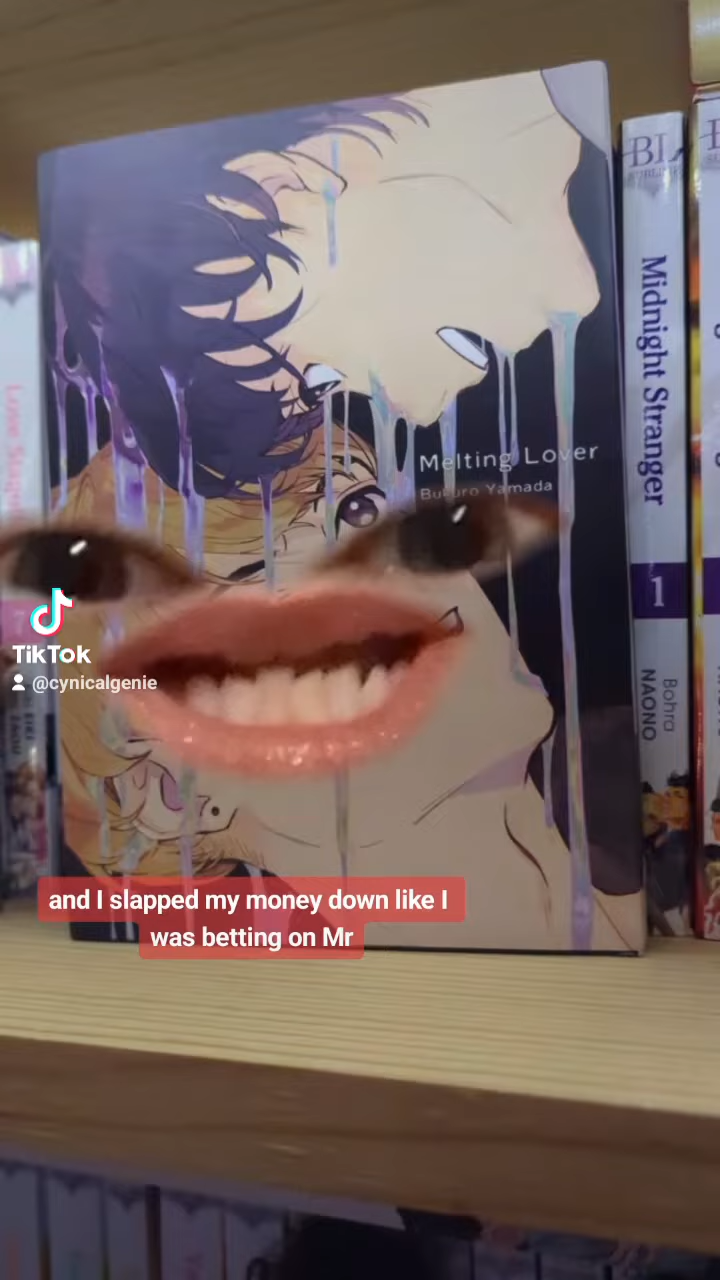 Melting Lover
Bukuro Yamada
BL
Midnight Stranger
1
Bohra
NAONO
TikTok
@cynicalgenie
and I slapped my money down like I
was betting on Mr